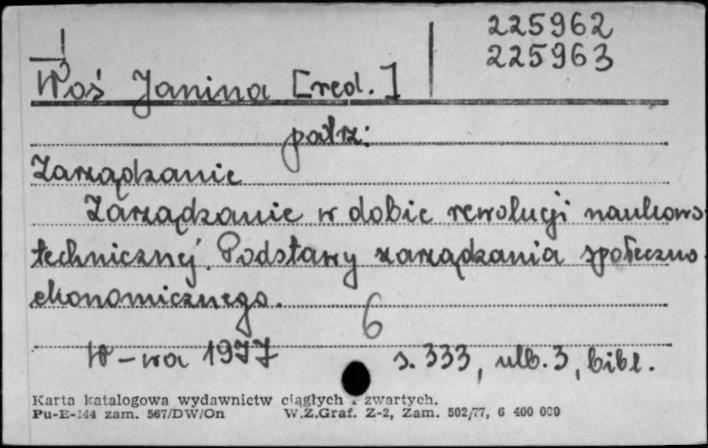 225962
225963
Woś Janina [red.]
patrz:
Zarządzanie
Zarządzanie w dobie rewolucji naukowo-
technicznej. Podstawy zarządzania społeczno-
ekonomicznego.
6
W-wa 1977 s. 333, nlb. 3, bibl.
Karta katalogowa wydawnictw ciągłych i zwartych.
Pu-E-144 zam. 567/DW/On W.Z.Graf. Z-2, Zam. 502/77, 6 400 000